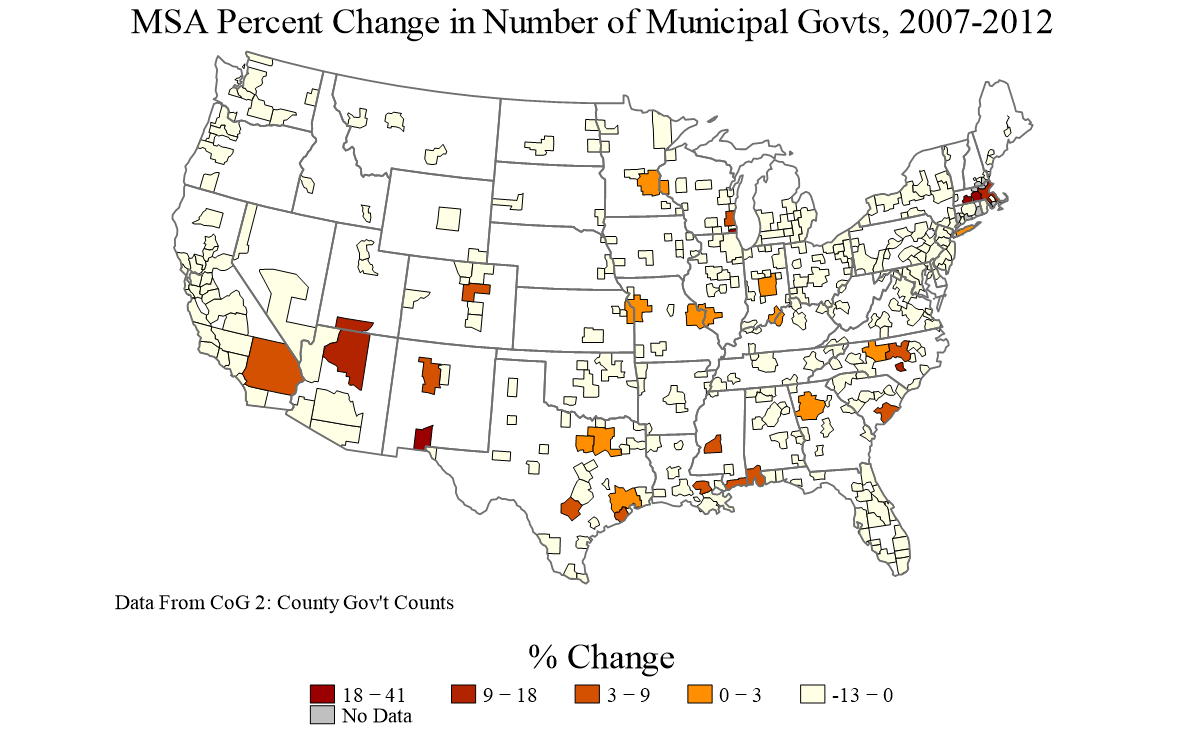 MSA Percent Change in Number of Municipal Govts, 2007-2012
Data From CoG 2: County Gov't Counts
% Change
18 – 41 9 – 18 3 – 9 0 – 3 -13 – 0
No Data